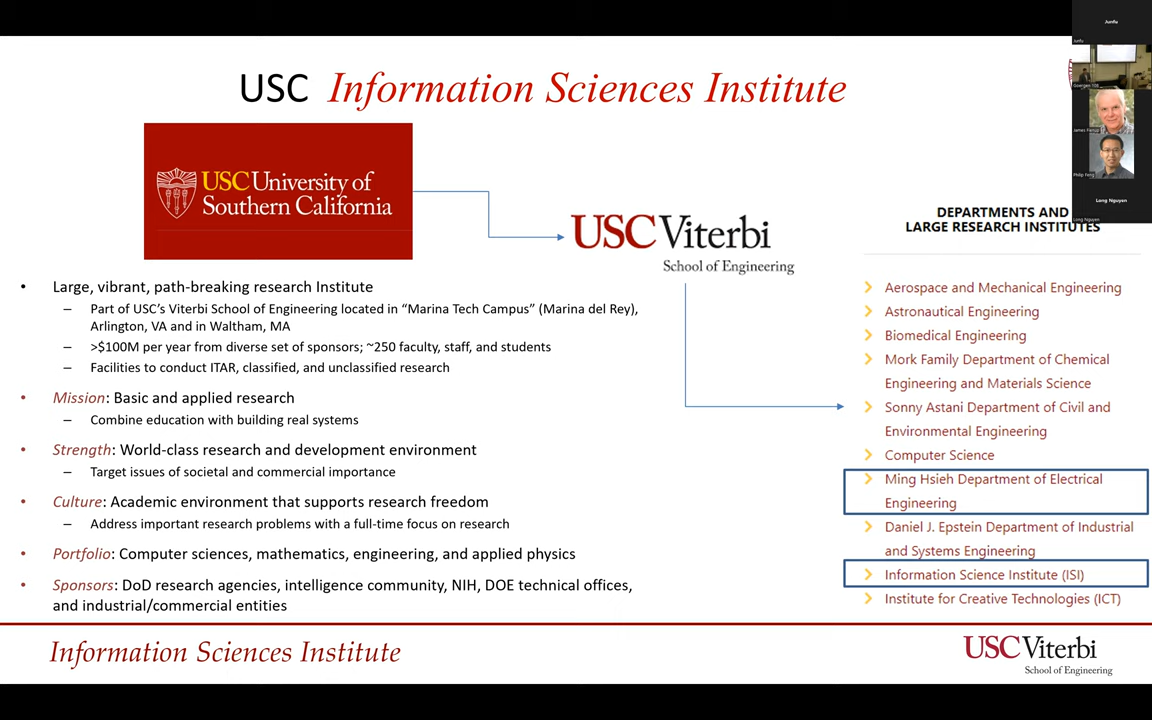 USC Information Sciences Institute
USC University of
Southern California
USC Viterbi
School of Engineering
• Large, vibrant, path-breaking research Institute
– Part of USC’s Viterbi School of Engineering located in “Marina Tech Campus” (Marina del Rey),
Arlington, VA and in Waltham, MA
– >$100M per year from diverse set of sponsors; ~250 faculty, staff, and students
– Facilities to conduct ITAR, classified, and unclassified research
• Mission: Basic and applied research
– Combine education with building real systems
• Strength: World-class research and development environment
– Target issues of societal and commercial importance
• Culture: Academic environment that supports research freedom
– Address important research problems with a full-time focus on research
• Portfolio: Computer sciences, mathematics, engineering, and applied physics
• Sponsors: DoD research agencies, intelligence community, NIH, DOE technical offices,
and industrial/commercial entities
DEPARTMENTS AND
LARGE RESEARCH INSTITUTES
Aerospace and Mechanical Engineering
Astronautical Engineering
Biomedical Engineering
Mork Family Department of Chemical
Engineering and Materials Science
Sonny Astani Department of Civil and
Environmental Engineering
Computer Science
Ming Hsieh Department of Electrical
Engineering
Daniel J. Epstein Department of Industrial
and Systems Engineering
Information Science Institute (ISI)
Institute for Creative Technologies (ICT)
Information Sciences Institute
USC Viterbi
School of Engineering
Junfu
Junfu
James
Philip
Long Nguyen
Long Nguyen